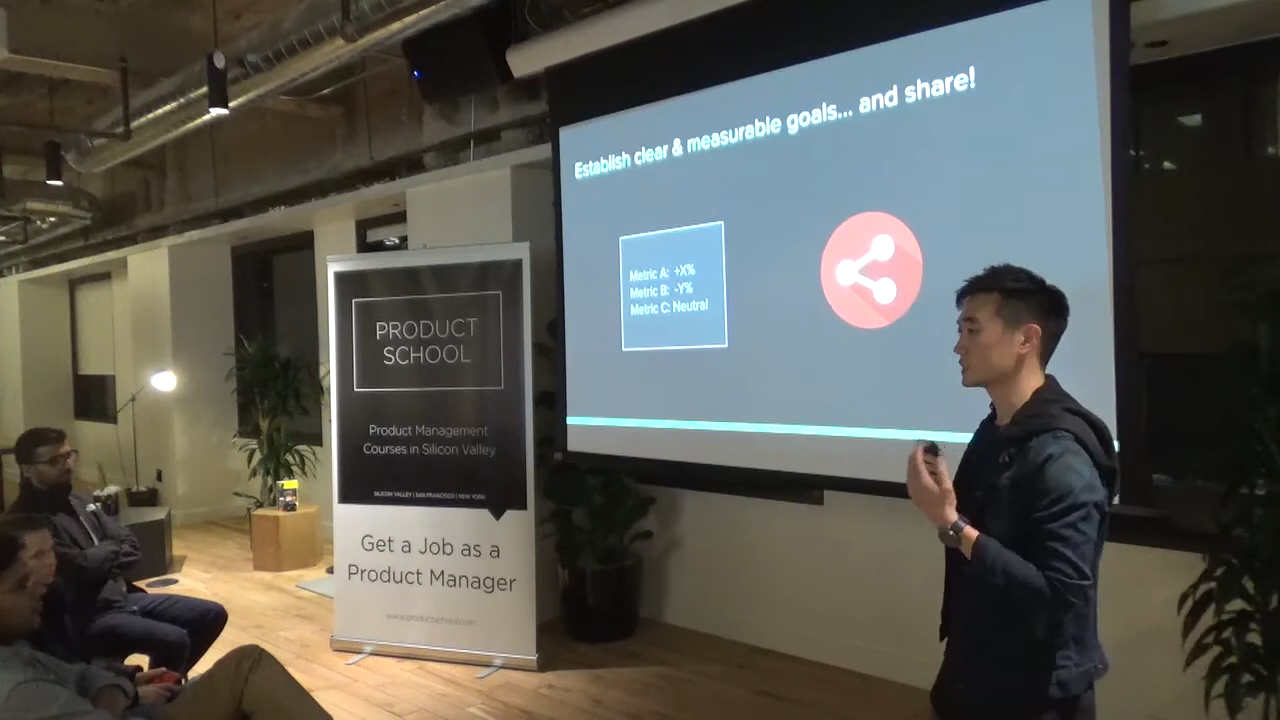 Establish clear & measurable goals... and share!
Metric A: +X%
Metric B: -Y%
Metric C: Neutral
PRODUCT
SCHOOL
Product Management
Courses in Silicon Valley
SILICON VALLEY | SAN FRANCISCO | NEW YORK
Get a Job as a
Product Manager
www.productschool.com